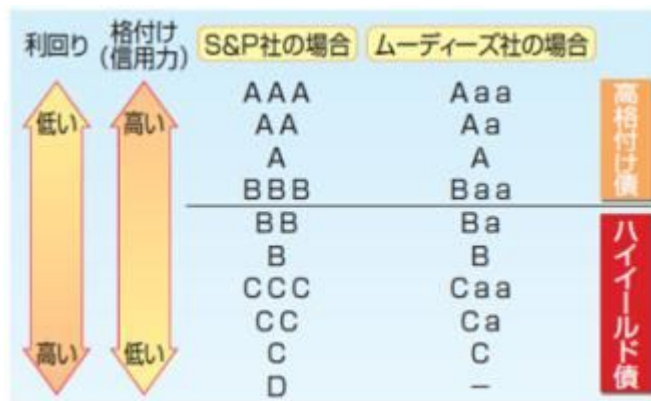 利回り 格付け（信用力） S&P社の場合 ムーディーズ社の場合
低い 高い
AAA Aaa
AA Aa
A A
BBB Baa
高格付け債
BB Ba
B B
CCC Caa
CC Ca
C C
D －
ハイイールド債
高い 低い